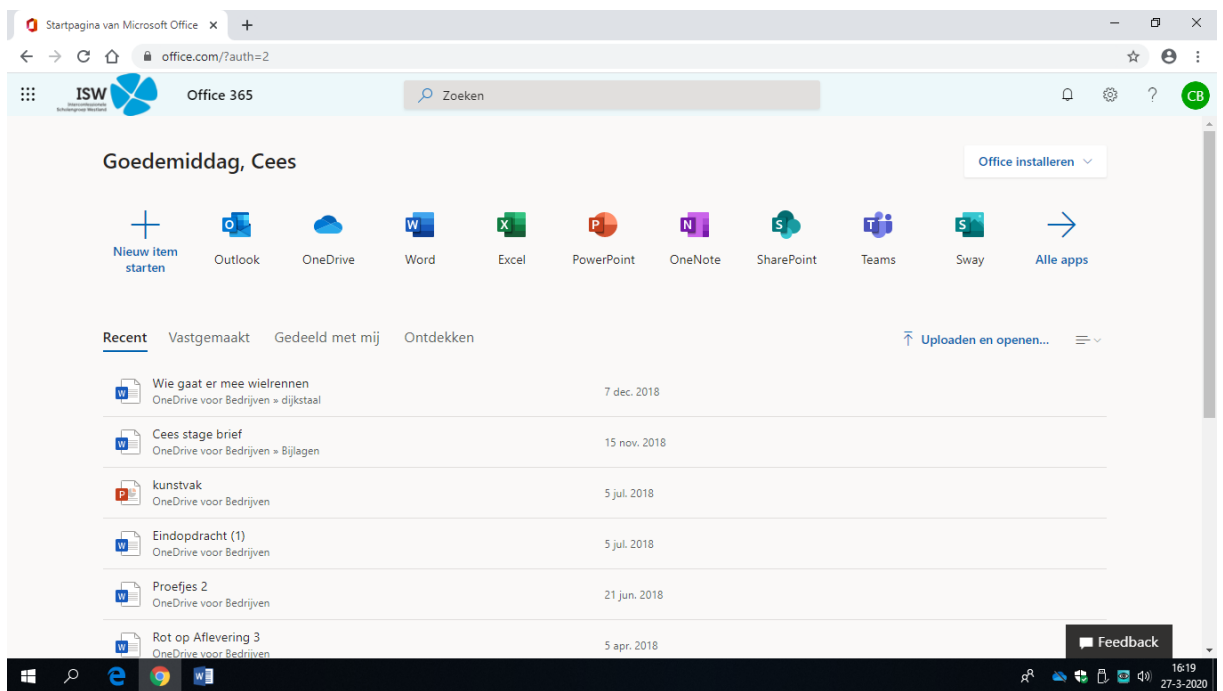 Startpagina van Microsoft Office
office.com/?auth=2
ISW
Interconfessionele
Scholengroep Westland
Office 365
Zoeken
CB
Goedemiddag, Cees
Office installeren
Nieuw item
starten
Outlook
OneDrive
Word
Excel
PowerPoint
OneNote
SharePoint
Teams
Sway
Alle apps
Recent Vastgemaakt Gedeeld met mij Ontdekken
Uploaden en openen...
Wie gaat er mee wielrennen
OneDrive voor Bedrijven » dijkstaal
7 dec. 2018
Cees stage brief
OneDrive voor Bedrijven » Bijlagen
15 nov. 2018
kunstvak
OneDrive voor Bedrijven
5 jul. 2018
Eindopdracht (1)
OneDrive voor Bedrijven
5 jul. 2018
Proefjes 2
OneDrive voor Bedrijven
21 jun. 2018
Rot op Aflevering 3
OneDrive voor Bedrijven
5 apr. 2018
Feedback
16:19
27-3-2020